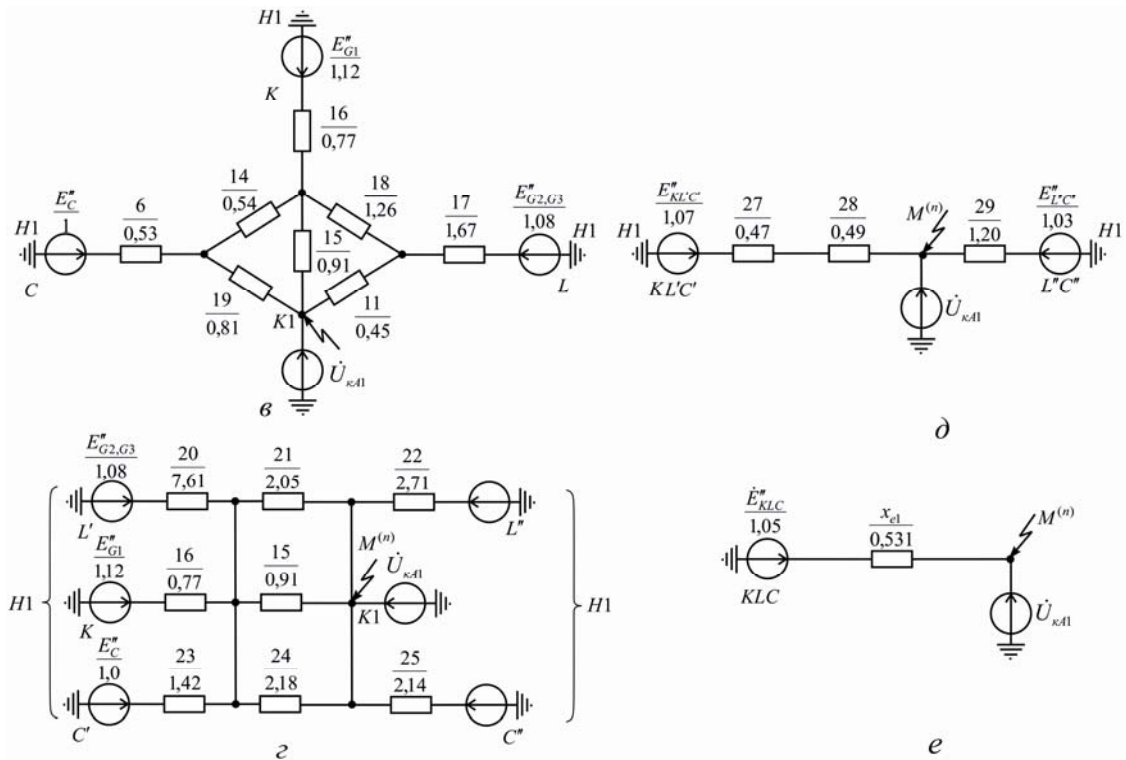 H1
E″G1
1,12
K
16
0,77
14
0,54
18
1,26
E″C
1
6
0,53
H1
C
15
0,91
17
1,67
E″G2,G3
1,08
H1
L
19
0,81
K1
11
0,45
U̇кА1
в
E″KL'C'
1,07
H1
KL'C'
27
0,47
28
0,49
M(n)
29
1,20
E″L″C″
1,03
H1
L″C″
U̇кА1
д
E″G2,G3
1,08
20
7,61
21
2,05
22
2,71
L'
L″
E″G1
1,12
16
0,77
15
0,91
M(n)
U̇кА1
H1
K
K1
H1
E″C
1,0
23
1,42
24
2,18
25
2,14
C'
C″
г
Ė″KLC
1,05
xe1
0,531
M(n)
KLC
U̇кА1
е